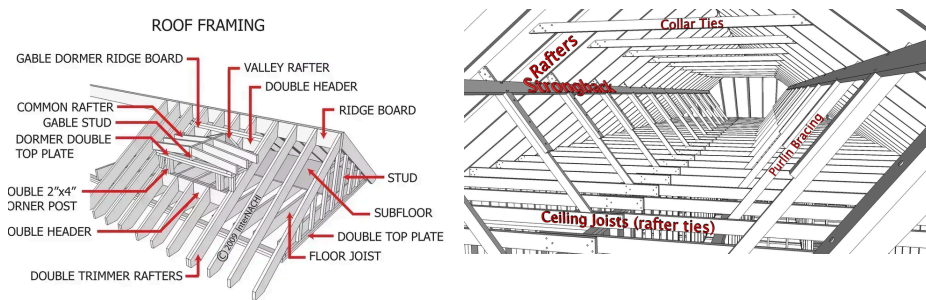 ROOF FRAMING
GABLE DORMER RIDGE BOARD
VALLEY RAFTER
DOUBLE HEADER
RIDGE BOARD
COMMON RAFTER
GABLE STUD
DORMER DOUBLE
TOP PLATE
OUBLE 2"x4"
ORNER POST
OUBLE HEADER
DOUBLE TRIMMER RAFTERS
STUD
SUBFLOOR
DOUBLE TOP PLATE
FLOOR JOIST
© 2009 InterNACHI
Collar Ties
Rafters
Strongback
Purlin Bracing
Ceiling Joists (rafter ties)